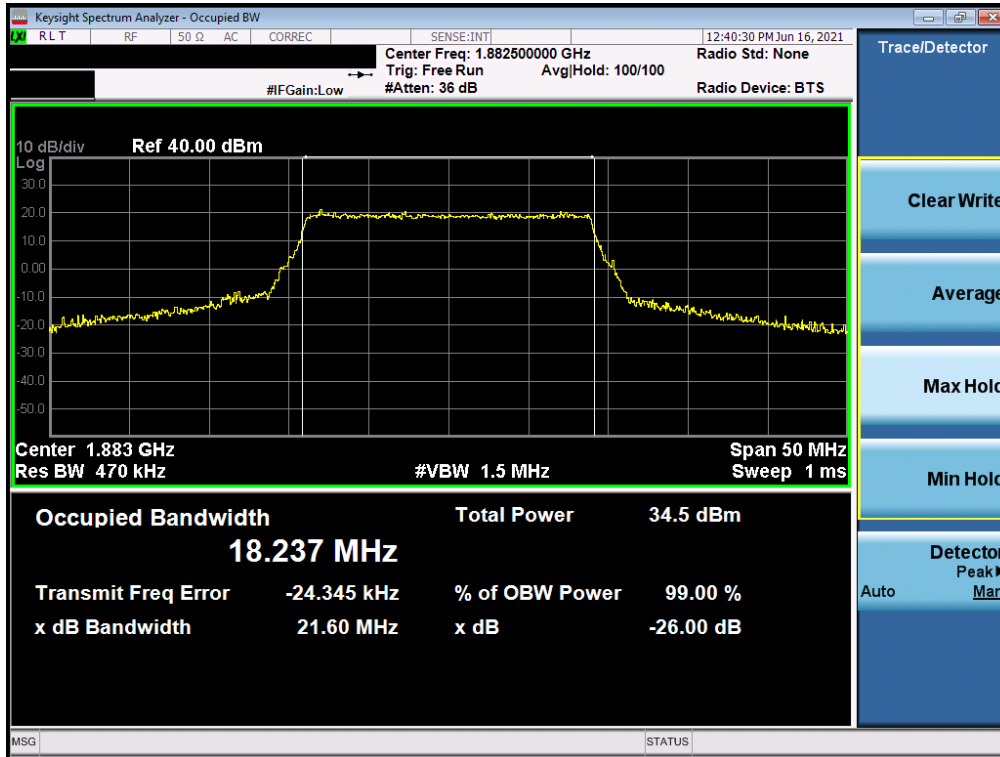 Keysight Spectrum Analyzer - Occupied BW
LXI RLT RF 50 Ω AC CORREC SENSE:INT 12:40:30 PM Jun 16, 2021
Center Freq: 1.882500000 GHz Radio Std: None
Trig: Free Run Avg|Hold: 100/100
#IFGain:Low #Atten: 36 dB Radio Device: BTS
Trace/Detector
10 dB/div Ref 40.00 dBm
Log
30.0
20.0
10.0
0.00
-10.0
-20.0
-30.0
-40.0
-50.0
Center 1.883 GHz Span 50 MHz
Res BW 470 kHz #VBW 1.5 MHz Sweep 1 ms
Occupied Bandwidth Total Power 34.5 dBm
18.237 MHz
Transmit Freq Error -24.345 kHz % of OBW Power 99.00 %
x dB Bandwidth 21.60 MHz x dB -26.00 dB
Clear Write
Average
Max Hold
Min Hold
Detector
Peak
Auto Man
MSG STATUS